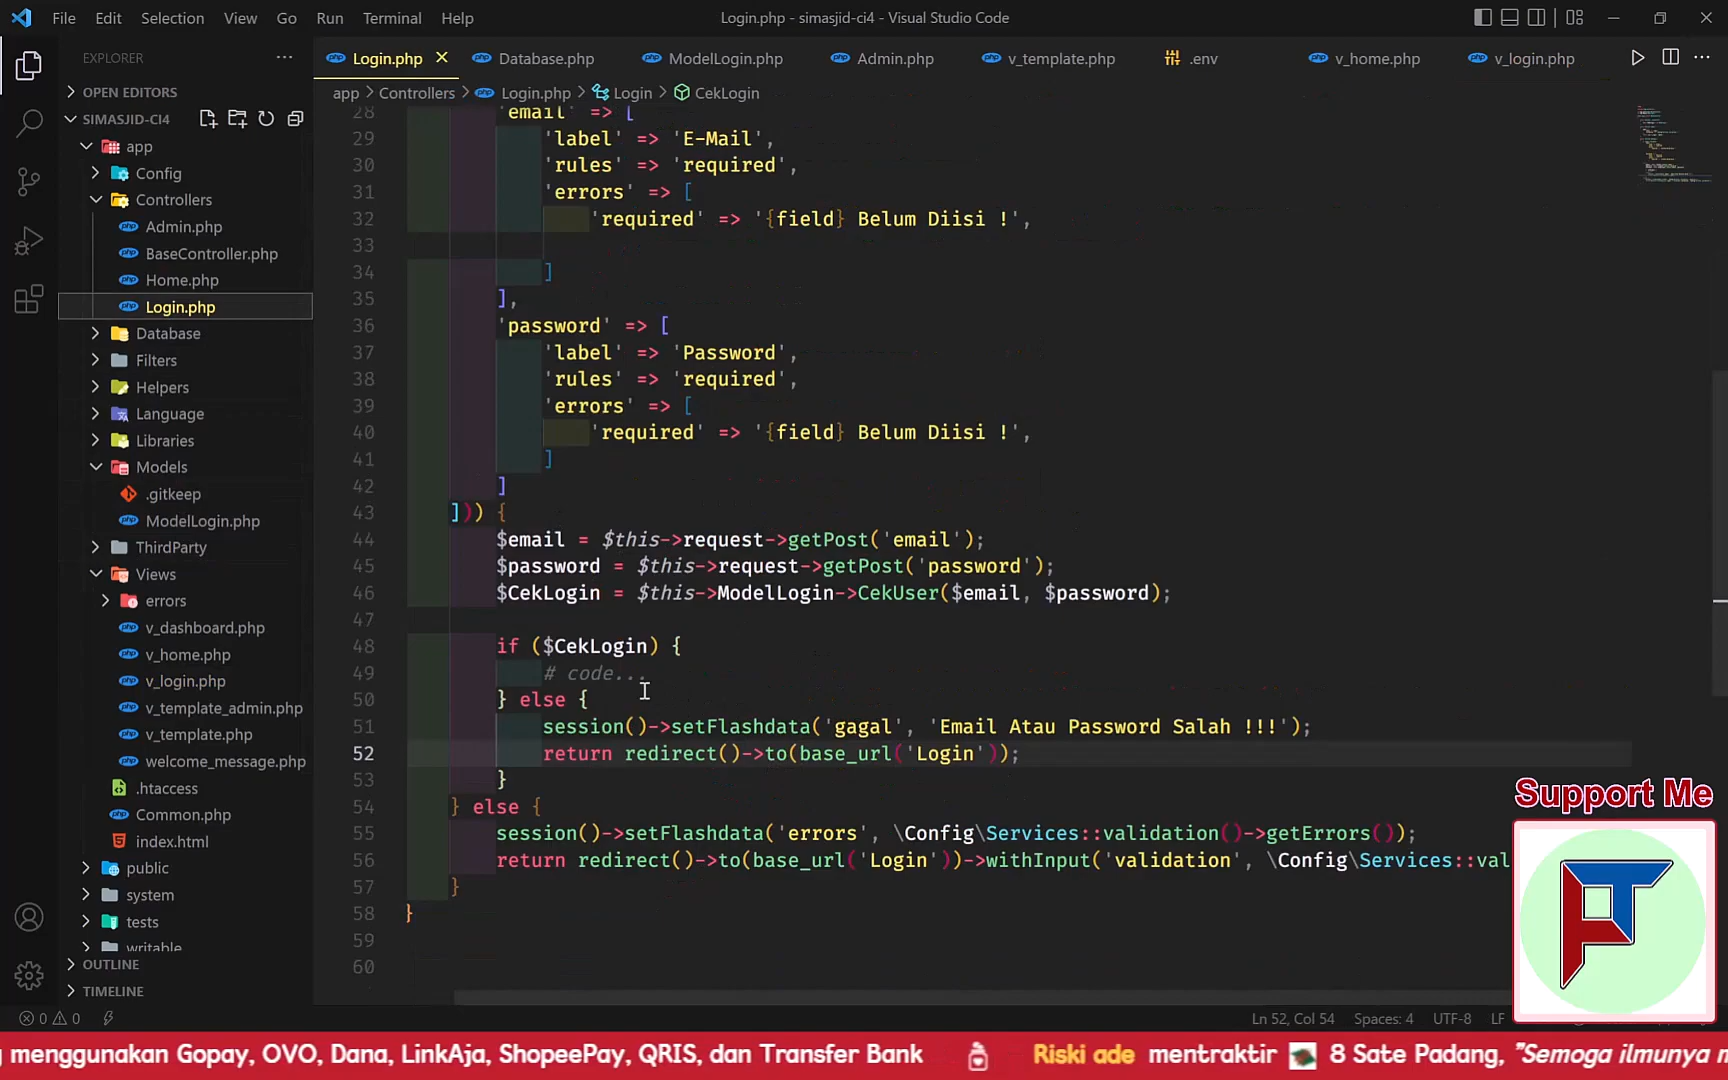 File Edit Selection View Go Run Terminal Help
Login.php - simasjid-ci4 - Visual Studio Code
EXPLORER
OPEN EDITORS
SIMASJID-CI4
app
Config
Controllers
Admin.php
BaseController.php
Home.php
Login.php
Database
Filters
Helpers
Language
Libraries
Models
.gitkeep
ModelLogin.php
ThirdParty
Views
errors
v_dashboard.php
v_home.php
v_login.php
v_template_admin.php
v_template.php
welcome_message.php
.htaccess
Common.php
index.html
public
system
tests
writable
OUTLINE
TIMELINE
Login.php Database.php ModelLogin.php Admin.php v_template.php .env v_home.php v_login.php
app > Controllers > Login.php > Login > CekLogin
28 'email' => [
29 'label' => 'E-Mail',
30 'rules' => 'required',
31 'errors' => [
32 'required' => '{field} Belum Diisi !',
33
34 ]
35 ],
36 'password' => [
37 'label' => 'Password',
38 'rules' => 'required',
39 'errors' => [
40 'required' => '{field} Belum Diisi !',
41 ]
42 ]
43 ])) {
44 $email = $this->request->getPost('email');
45 $password = $this->request->getPost('password');
46 $CekLogin = $this->ModelLogin->CekUser($email, $password);
47
48 if ($CekLogin) {
49 # code...
50 } else {
51 session()->setFlashdata('gagal', 'Email Atau Password Salah !!!');
52 return redirect()->to(base_url('Login'));
53 }
54 } else {
55 session()->setFlashdata('errors', \Config\Services::validation()->getErrors());
56 return redirect()->to(base_url('Login'))->withInput('validation', \Config\Services::val
57 }
58 }
59
60
Support Me
0 0
Ln 52, Col 54 Spaces: 4 UTF-8 LF
g menggunakan Gopay, OVO, Dana, LinkAja, ShopeePay, QRIS, dan Transfer Bank Riski ade mentraktir 8 Sate Padang, "Semoga ilmunya m